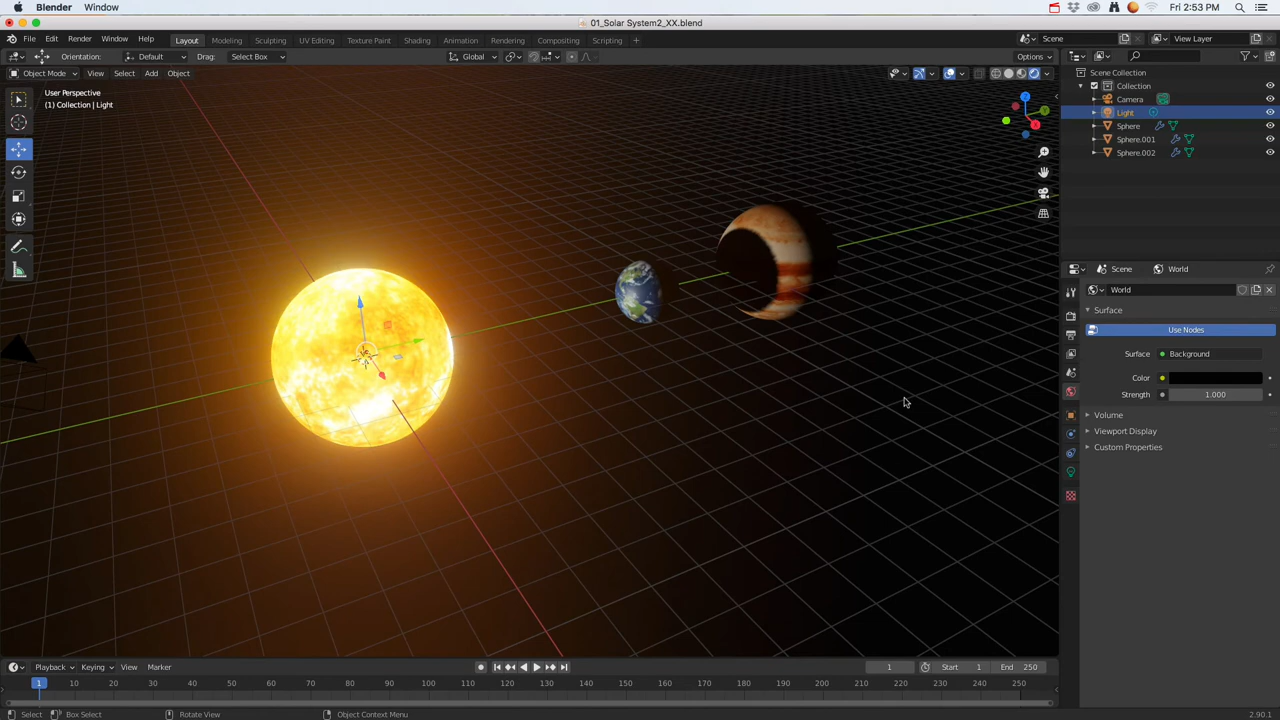 Blender Window Fri 2:53 PM
01_Solar System2_XX.blend
File Edit Render Window Help Layout Modeling Sculpting UV Editing Texture Paint Shading Animation Rendering Compositing Scripting + Scene View Layer
Orientation: Default Drag: Select Box Global Options
Object Mode View Select Add Object
User Perspective
(1) Collection | Light
Scene Collection
Collection
Camera
Light
Sphere
Sphere.001
Sphere.002
Z
Y
X
Scene World
World
Surface
Use Nodes
Surface Background
Color
Strength 1.000
Volume
Viewport Display
Custom Properties
Playback Keying View Marker 1 Start 1 End 250
1 10 20 30 40 50 60 70 80 90 100 110 120 130 140 150 160 170 180 190 200 210 220 230 240 250
Select Box Select Rotate View Object Context Menu 2.90.1